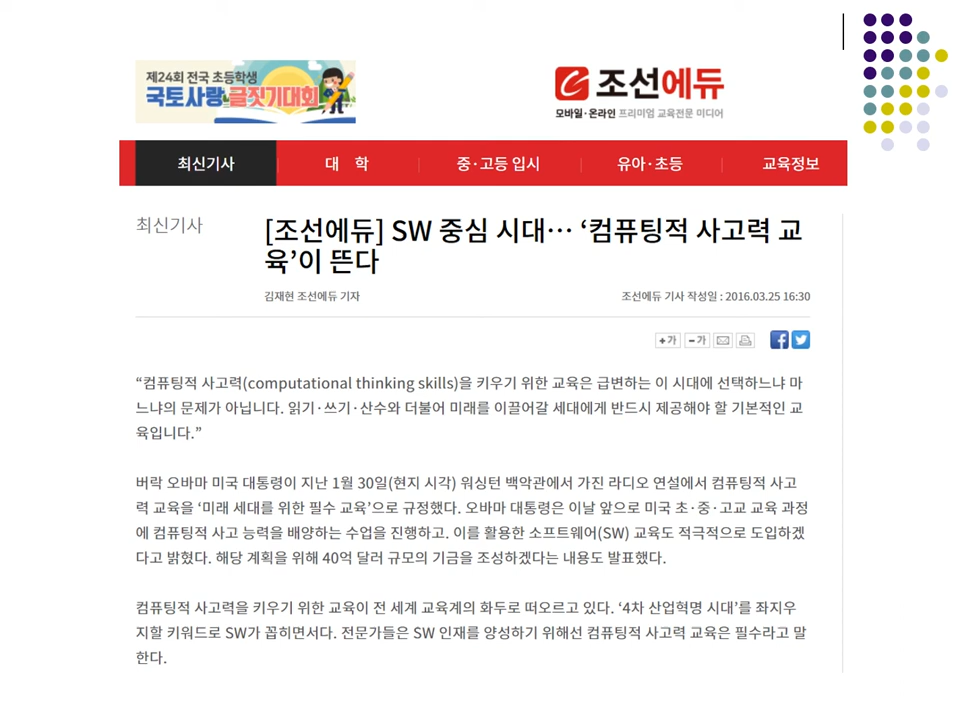 제24회 전국 초등학생
국토사랑 글짓기대회
조선에듀
모바일·온라인 프리미엄 교육전문 미디어
최신기사 대 학 중·고등 입시 유아·초등 교육정보
최신기사
[조선에듀] SW 중심 시대… ‘컴퓨팅적 사고력 교
육’이 뜬다
김재현 조선에듀 기자 조선에듀 기사 작성일 : 2016.03.25 16:30
+가 -가
“컴퓨팅적 사고력(computational thinking skills)을 키우기 위한 교육은 급변하는 이 시대에 선택하느냐 마
느냐의 문제가 아닙니다. 읽기·쓰기·산수와 더불어 미래를 이끌어갈 세대에게 반드시 제공해야 할 기본적인 교
육입니다.”
버락 오바마 미국 대통령이 지난 1월 30일(현지 시각) 워싱턴 백악관에서 가진 라디오 연설에서 컴퓨팅적 사고
력 교육을 ‘미래 세대를 위한 필수 교육’으로 규정했다. 오바마 대통령은 이날 앞으로 미국 초·중·고교 교육 과정
에 컴퓨팅적 사고 능력을 배양하는 수업을 진행하고. 이를 활용한 소프트웨어(SW) 교육도 적극적으로 도입하겠
다고 밝혔다. 해당 계획을 위해 40억 달러 규모의 기금을 조성하겠다는 내용도 발표했다.
컴퓨팅적 사고력을 키우기 위한 교육이 전 세계 교육계의 화두로 떠오르고 있다. ‘4차 산업혁명 시대’를 좌지우
지할 키워드로 SW가 꼽히면서다. 전문가들은 SW 인재를 양성하기 위해선 컴퓨팅적 사고력 교육은 필수라고 말
한다.